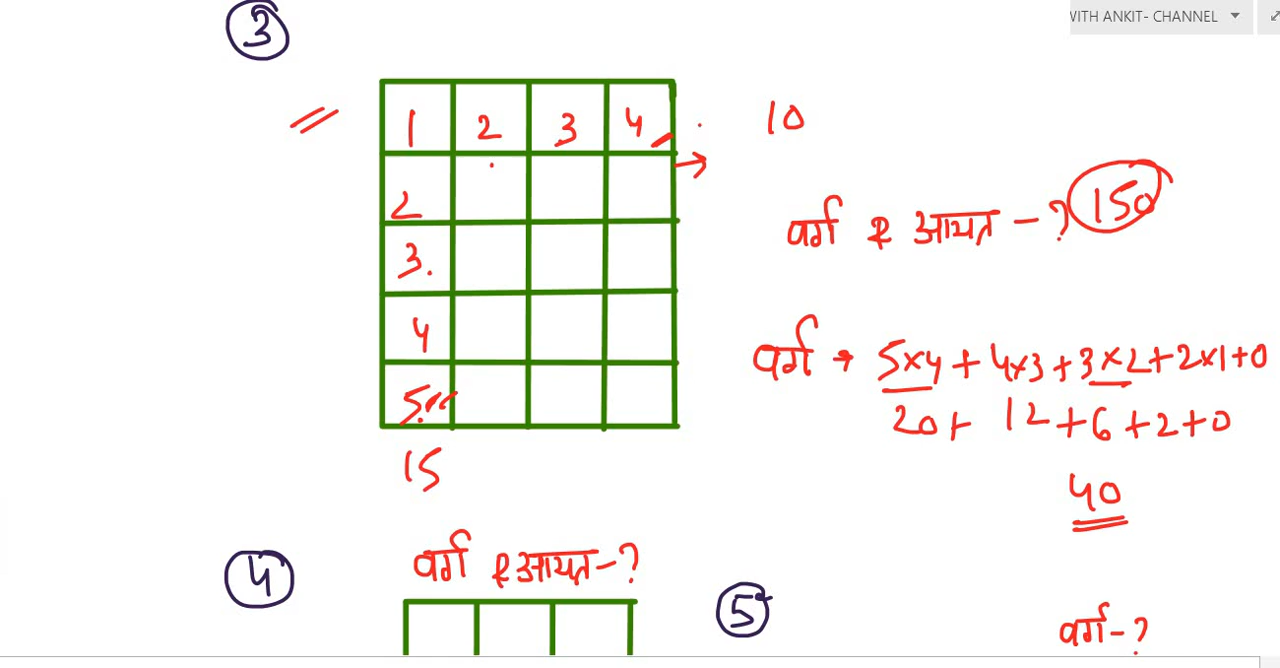 WITH ANKIT- CHANNEL
3
1 2 3 4
10
2
वर्ग व आयत - ? 150
3.
4
वर्ग → 5×4 + 4×3 + 3×2 + 2×1 + 0
5
20 + 12 + 6 + 2 + 0
15
40
वर्ग व आयत - ?
4
5
वर्ग - ?